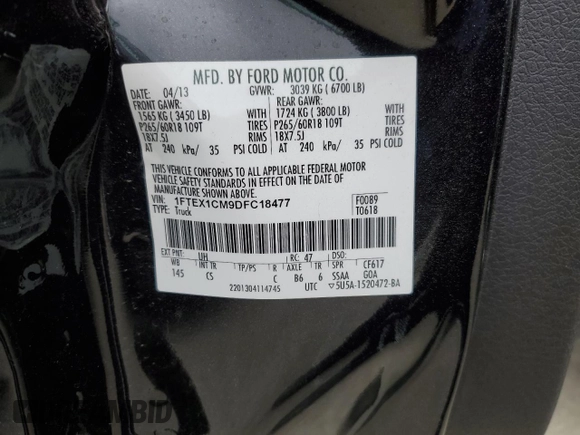 MFD. BY FORD MOTOR CO.
DATE: 04/13 GVWR: 3039 KG ( 6700 LB)
FRONT GAWR: REAR GAWR:
1565 KG ( 3450 LB) 1724 KG ( 3800 LB)
P265/60R18 109T TIRES P265/60R18 109T
18X7.5J RIMS 18X7.5J
AT 240 kPa/ 35 PSI COLD AT 240 kPa/ 35 PSI COLD
WITH TIRES RIMS
THIS VEHICLE CONFORMS TO ALL APPLICABLE FEDERAL MOTOR
VEHICLE SAFETY STANDARDS IN EFFECT ON THE DATE OF
MANUFACTURE SHOWN ABOVE.
VIN: 1FTEX1CM9DFC18477 F0089
TYPE: Truck T0618
EXT PNT: UH RC: 47 DSO:
WB INT TR TP/PS R AXLE TR SPR CF617
145 CS C B6 6 SSAA GOA
2201304114745 UTC ▽5U5A-1520472-BA